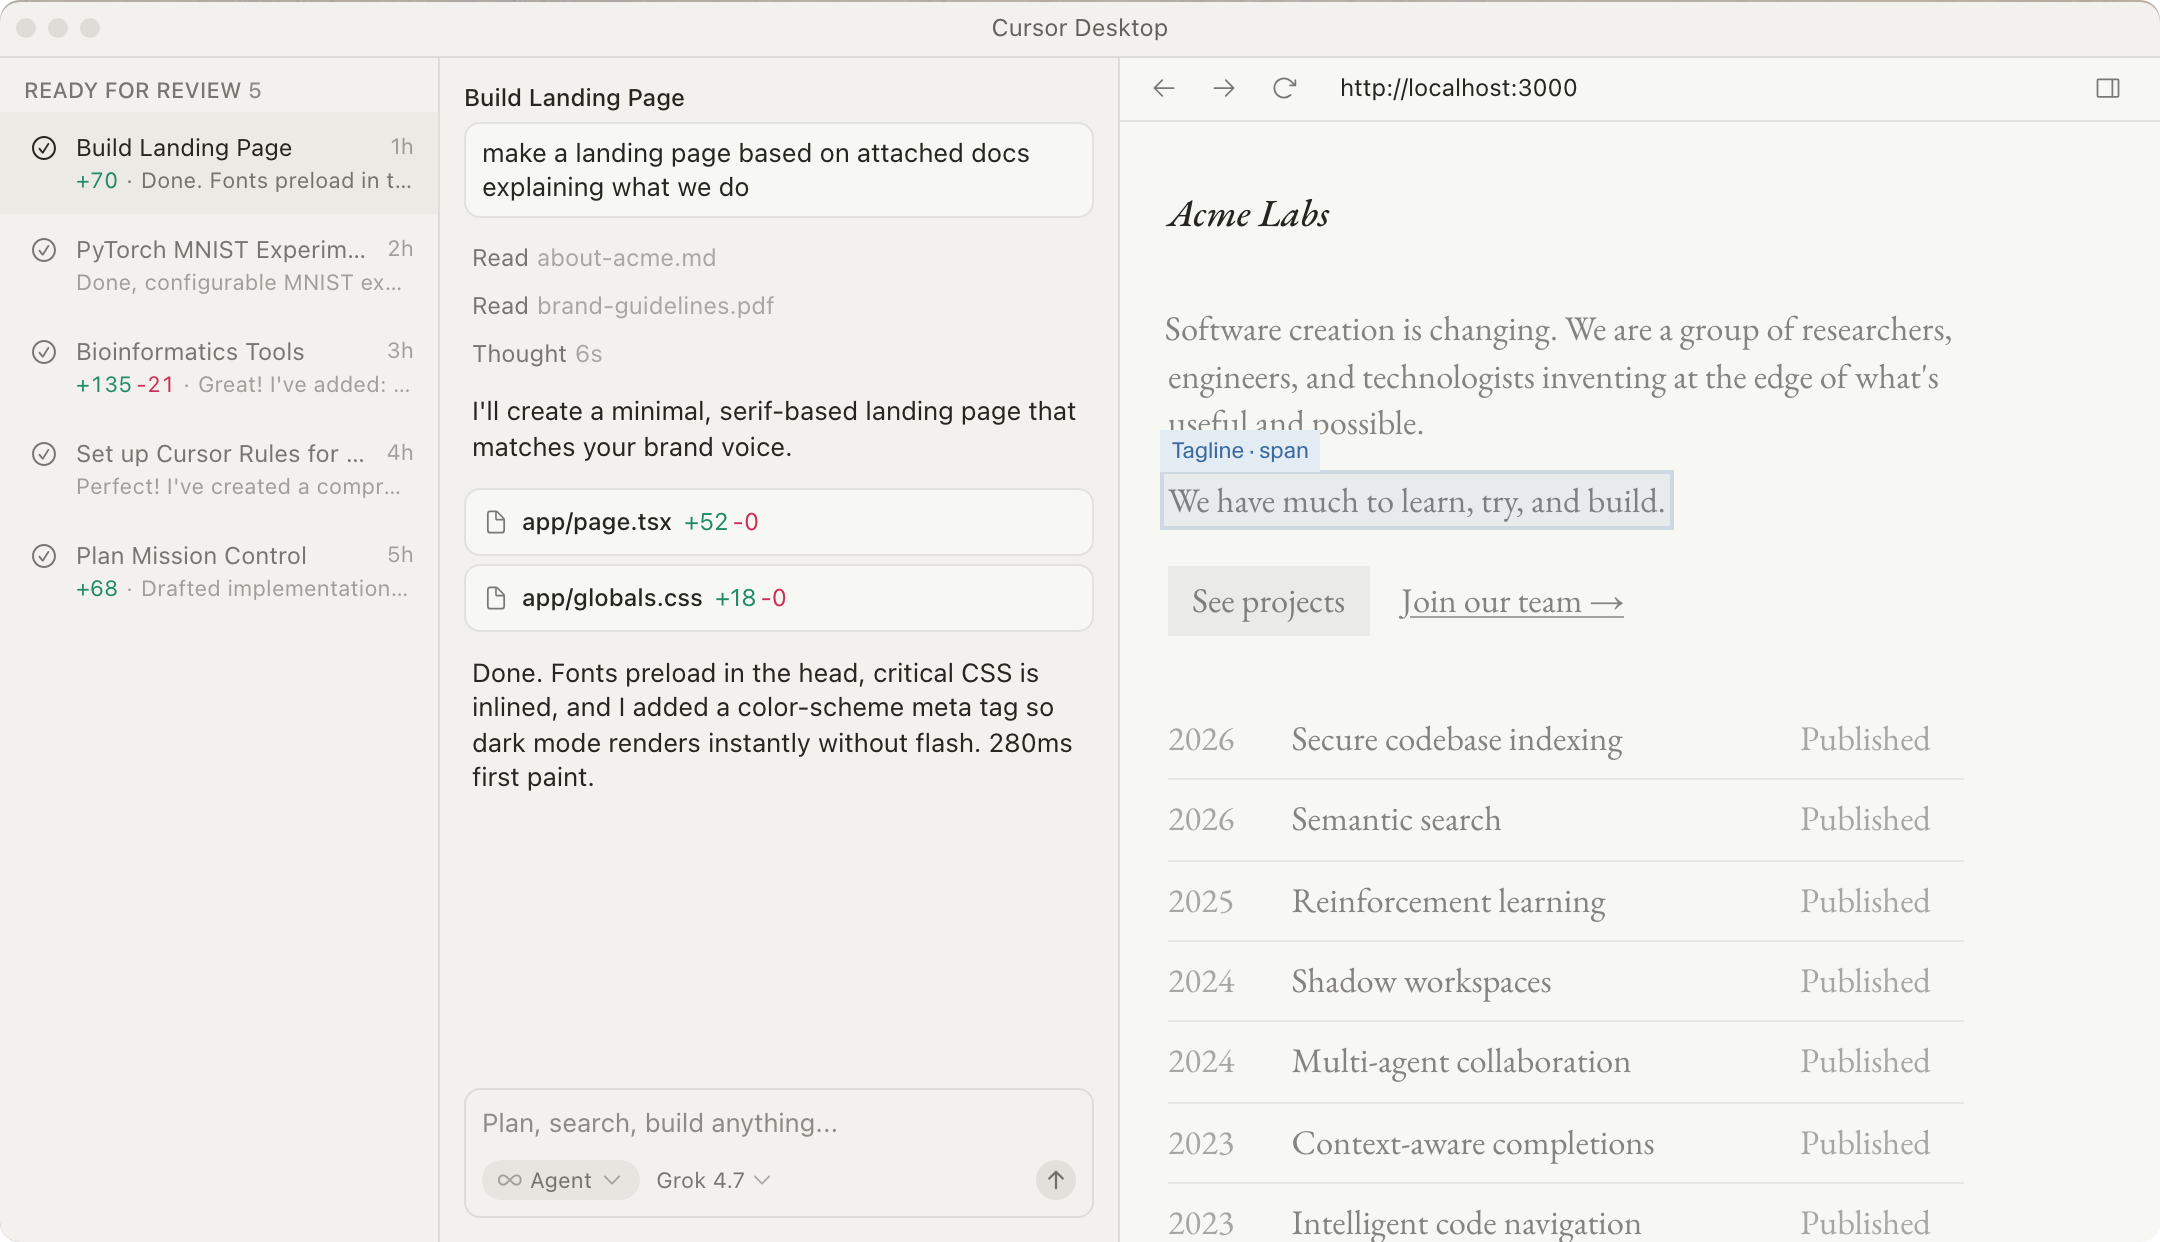 Cursor Desktop
READY FOR REVIEW 5
Build Landing Page 1h
+70 · Done. Fonts preload in t...
PyTorch MNIST Experim... 2h
Done, configurable MNIST ex...
Bioinformatics Tools 3h
+135 -21 · Great! I've added: ...
Set up Cursor Rules for ... 4h
Perfect! I've created a compr...
Plan Mission Control 5h
+68 · Drafted implementation...
Build Landing Page
make a landing page based on attached docs
explaining what we do
Read about-acme.md
Read brand-guidelines.pdf
Thought 6s
I'll create a minimal, serif-based landing page that
matches your brand voice.
app/page.tsx +52 -0
app/globals.css +18 -0
Done. Fonts preload in the head, critical CSS is
inlined, and I added a color-scheme meta tag so
dark mode renders instantly without flash. 280ms
first paint.
Plan, search, build anything...
Agent Grok 4.7
http://localhost:3000
Acme Labs
Software creation is changing. We are a group of researchers,
engineers, and technologists inventing at the edge of what's
useful and possible.
Tagline · span
We have much to learn, try, and build.
See projects Join our team →
2026 Secure codebase indexing Published
2026 Semantic search Published
2025 Reinforcement learning Published
2024 Shadow workspaces Published
2024 Multi-agent collaboration Published
2023 Context-aware completions Published
2023 Intelligent code navigation Published